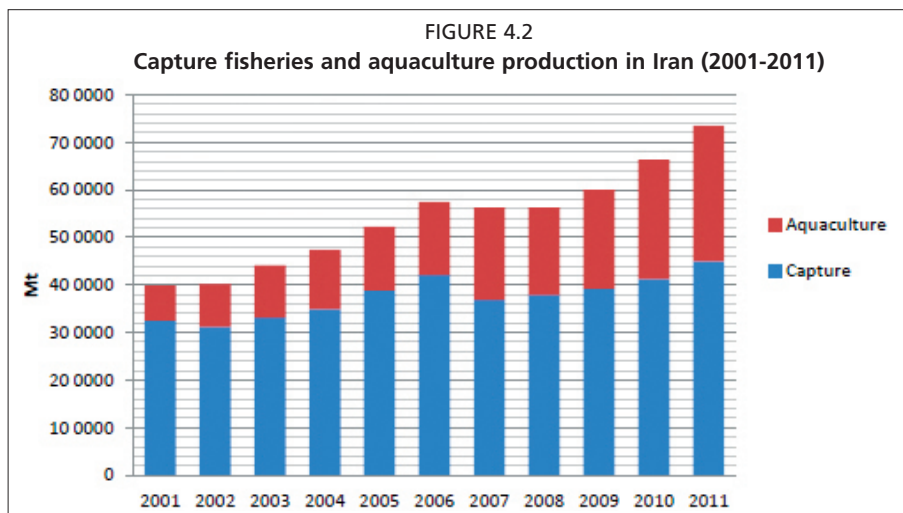 FIGURE 4.2
Capture fisheries and aquaculture production in Iran (2001-2011)
80 0000
70 0000
60 0000
50 0000
40 0000
30 0000
20 0000
10 0000
0
Mt
2001 2002 2003 2004 2005 2006 2007 2008 2009 2010 2011
Aquaculture
Capture